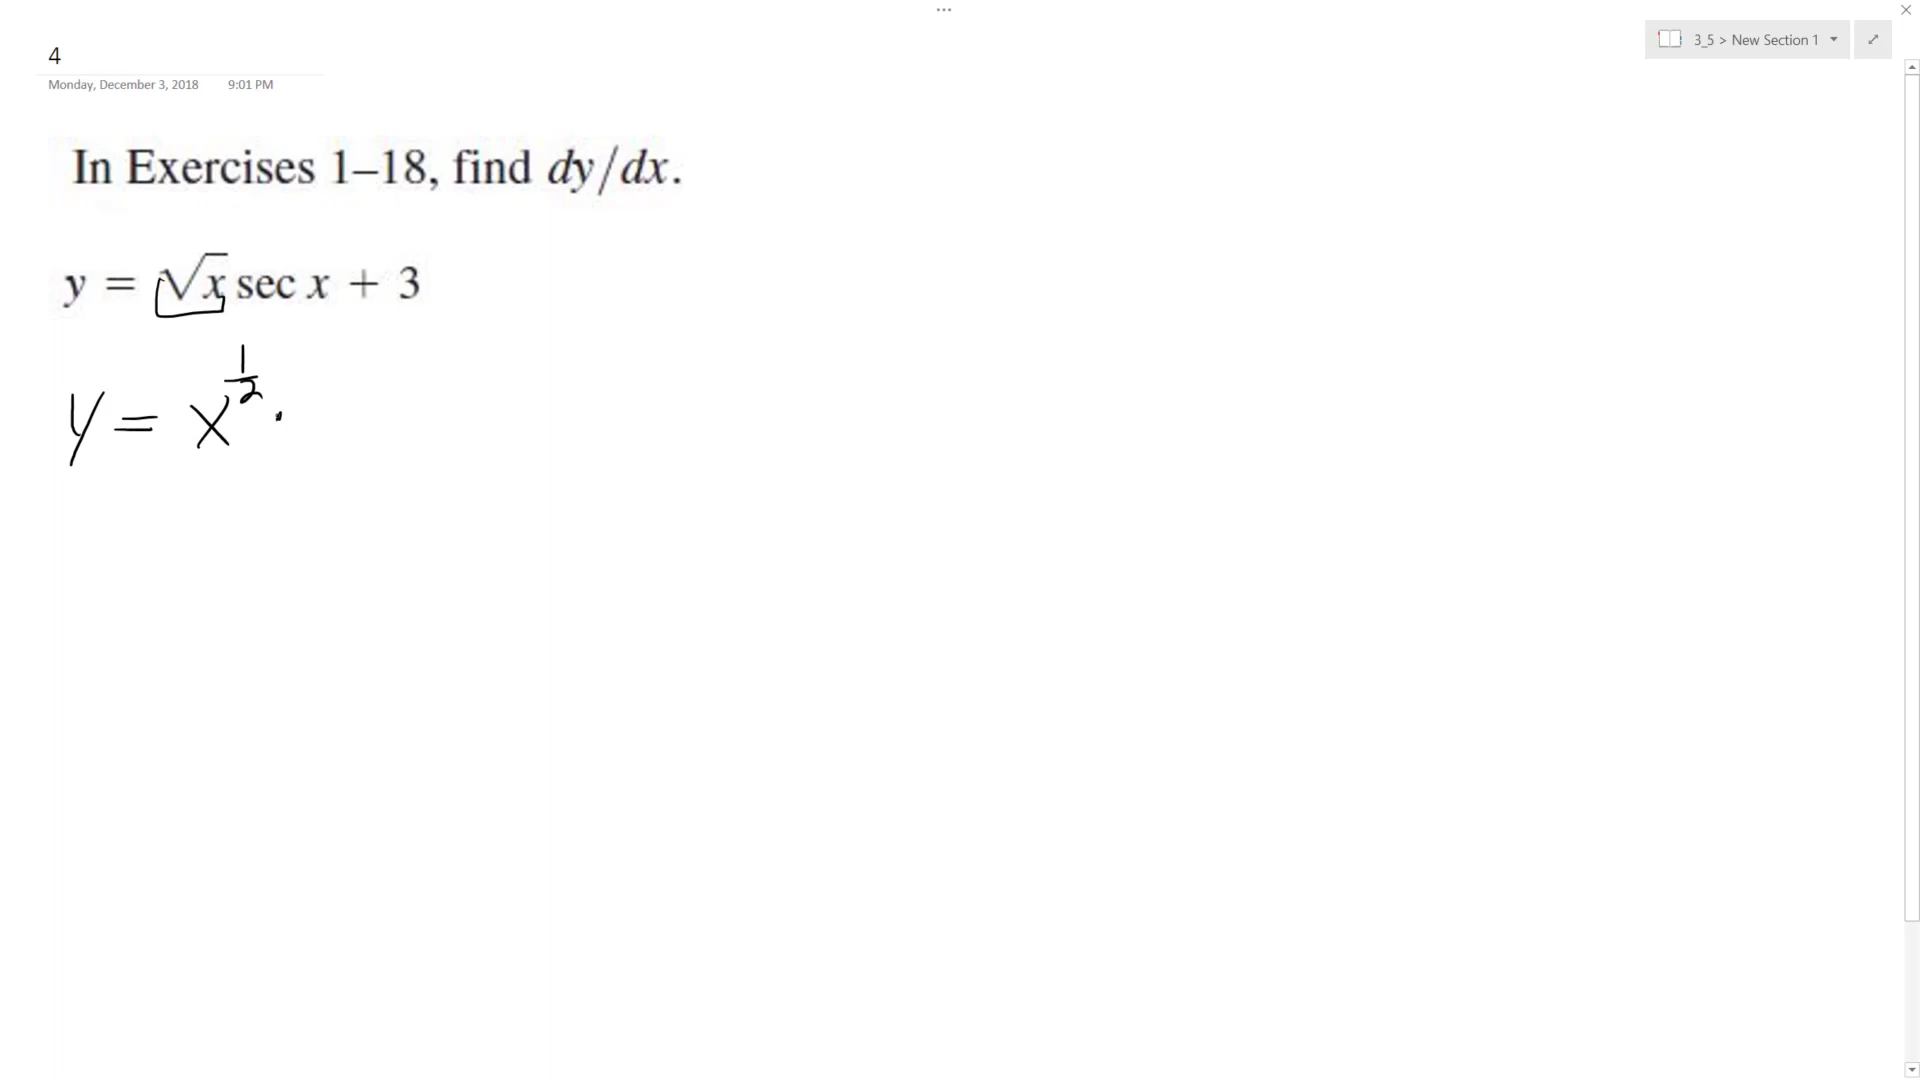 ...
3_5 > New Section 1
4
Monday, December 3, 2018 9:01 PM
In Exercises 1–18, find dy/dx.
y = √x sec x + 3
y = x^{1/2} ·